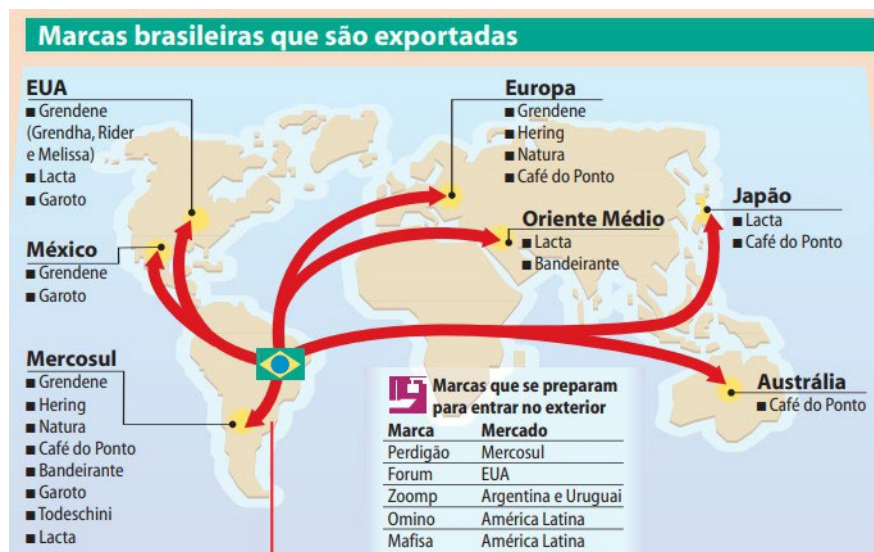 Marcas brasileiras que são exportadas
EUA
■ Grendene
(Grendha, Rider
e Melissa)
■ Lacta
■ Garoto
México
■ Grendene
■ Garoto
Mercosul
■ Grendene
■ Hering
■ Natura
■ Café do Ponto
■ Bandeirante
■ Garoto
■ Todeschini
■ Lacta
Europa
■ Grendene
■ Hering
■ Natura
■ Café do Ponto
Oriente Médio
■ Lacta
■ Bandeirante
Japão
■ Lacta
■ Café do Ponto
Austrália
■ Café do Ponto
Marcas que se preparam
para entrar no exterior
Marca Mercado
Perdigão Mercosul
Forum EUA
Zoomp Argentina e Uruguai
Omino América Latina
Mafisa América Latina